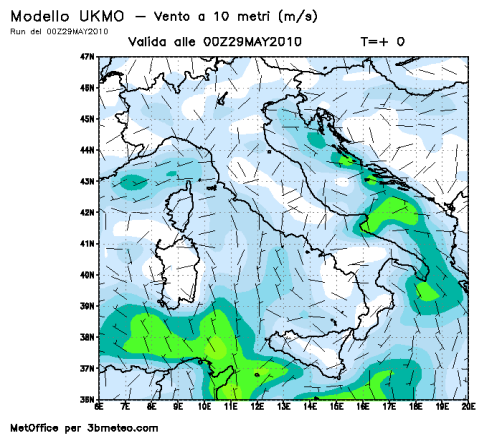 Modello UKMO – Vento a 10 metri (m/s)
Run del 00Z29MAY2010
Valida alle 00Z29MAY2010 T=+ 0
47N
46N
45N
44N
43N
42N
41N
40N
39N
38N
37N
36N
6E 7E 8E 9E 10E 11E 12E 13E 14E 15E 16E 17E 18E 19E 20E
MetOffice per 3bmeteo.com